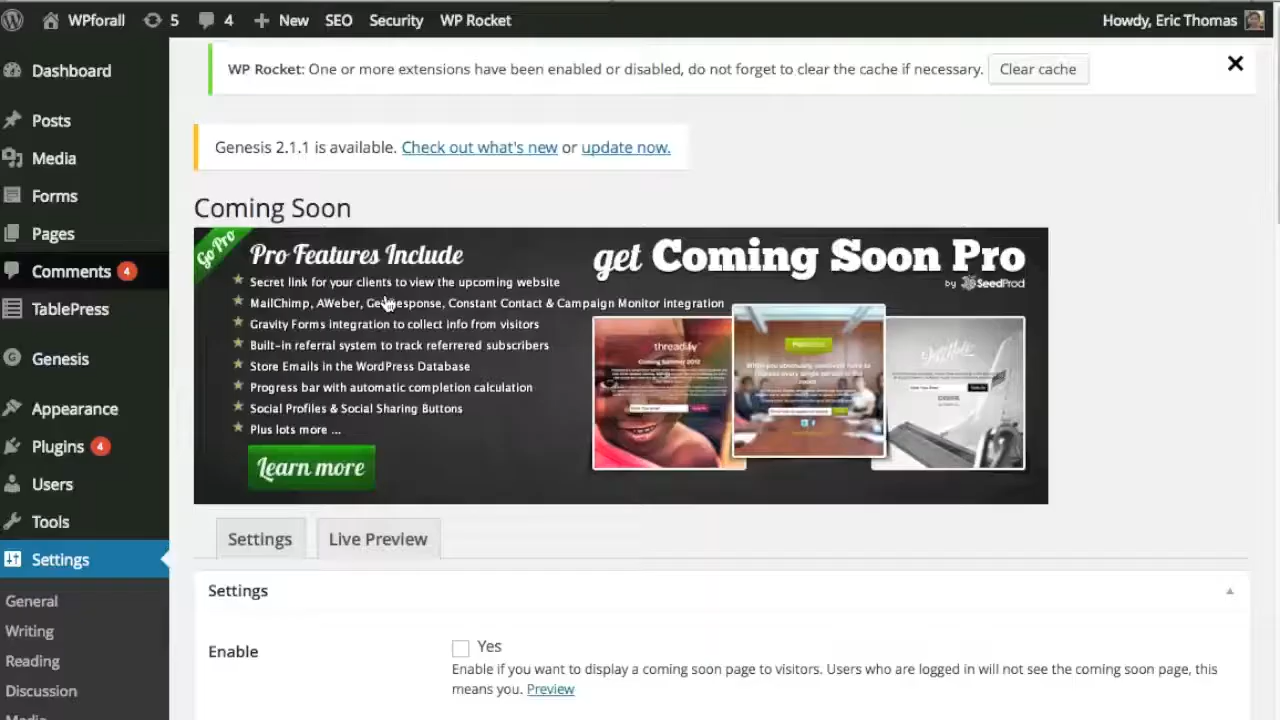 WPforall 5 4 New SEO Security WP Rocket Howdy, Eric Thomas
Dashboard
Posts
Media
Forms
Pages
Comments 4
TablePress
Genesis
Appearance
Plugins 4
Users
Tools
Settings
General
Writing
Reading
Discussion
WP Rocket: One or more extensions have been enabled or disabled, do not forget to clear the cache if necessary. Clear cache
Genesis 2.1.1 is available. Check out what's new or update now.
Coming Soon
Go Pro
Pro Features Include
Secret link for your clients to view the upcoming website
MailChimp, AWeber, GetResponse, Constant Contact & Campaign Monitor integration
Gravity Forms integration to collect info from visitors
Built-in referral system to track referrered subscribers
Store Emails in the WordPress Database
Progress bar with automatic completion calculation
Social Profiles & Social Sharing Buttons
Plus lots more ...
Learn more
get Coming Soon Pro
by SeedProd
threadify
Coming Summer 2012
Settings Live Preview
Settings
Enable
Yes
Enable if you want to display a coming soon page to visitors. Users who are logged in will not see the coming soon page, this
means you. Preview